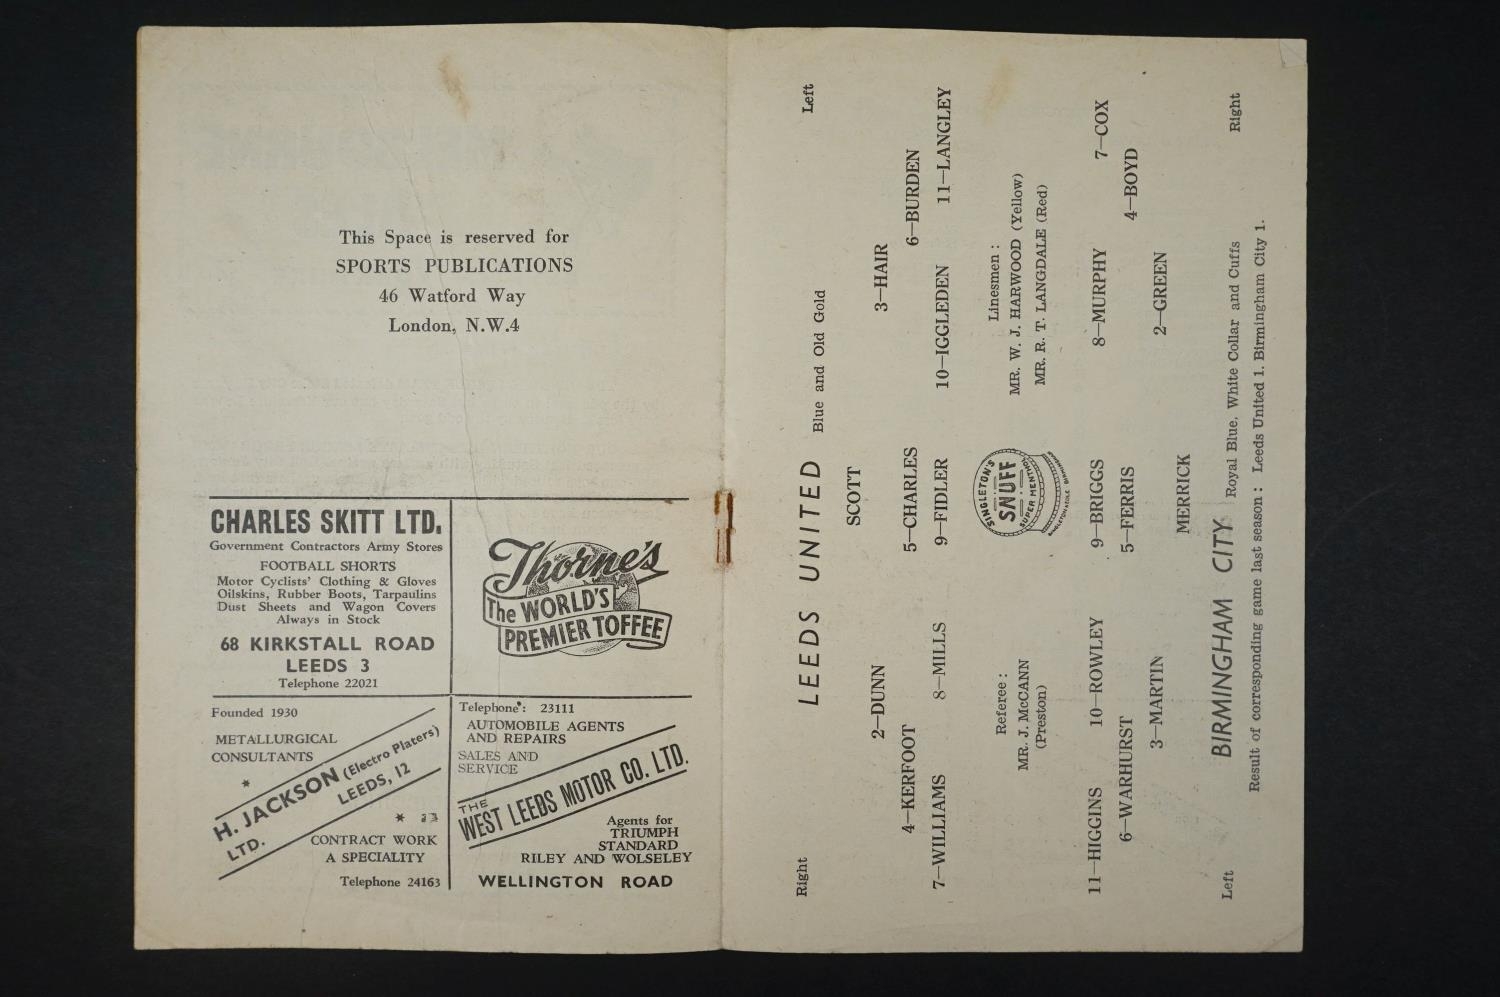 This Space is reserved for
SPORTS PUBLICATIONS
46 Watford Way
London, N.W.4
CHARLES SKITT LTD.
Government Contractors Army Stores
FOOTBALL SHORTS
Motor Cyclists' Clothing & Gloves
Oilskins, Rubber Boots, Tarpaulins
Dust Sheets and Wagon Covers
Always in Stock
68 KIRKSTALL ROAD
LEEDS 3
Telephone 22021
Thorne's
The WORLD'S
PREMIER TOFFEE
Founded 1930
METALLURGICAL
CONSULTANTS
*
H. JACKSON (Electro Platers)
LTD. LEEDS, 12
*
CONTRACT WORK
A SPECIALITY
Telephone 24163
Telephone: 23111
AUTOMOBILE AGENTS
AND REPAIRS
SALES AND
SERVICE
THE
WEST LEEDS MOTOR CO. LTD.
Agents for
TRIUMPH
STANDARD
RILEY AND WOLSELEY
WELLINGTON ROAD
Right LEEDS UNITED Blue and Old Gold Left
SCOTT
2—DUNN 3—HAIR
4—KERFOOT 5—CHARLES 6—BURDEN
7—WILLIAMS 8—MILLS 9—FIDLER 10—IGGLEDEN 11—LANGLEY
Referee:
MR. J. McCANN
(Preston)
SINGLETON'S
SNUFF
SUPER MENTHOL
Linesmen:
MR. W. J. HARWOOD (Yellow)
MR. R. T. LANGDALE (Red)
11—HIGGINS 10—ROWLEY 9—BRIGGS 8—MURPHY 7—COX
6—WARHURST 5—FERRIS 4—BOYD
3—MARTIN 2—GREEN
MERRICK
Left BIRMINGHAM CITY Royal Blue, White Collar and Cuffs Right
Result of corresponding game last season: Leeds United 1. Birmingham City 1.